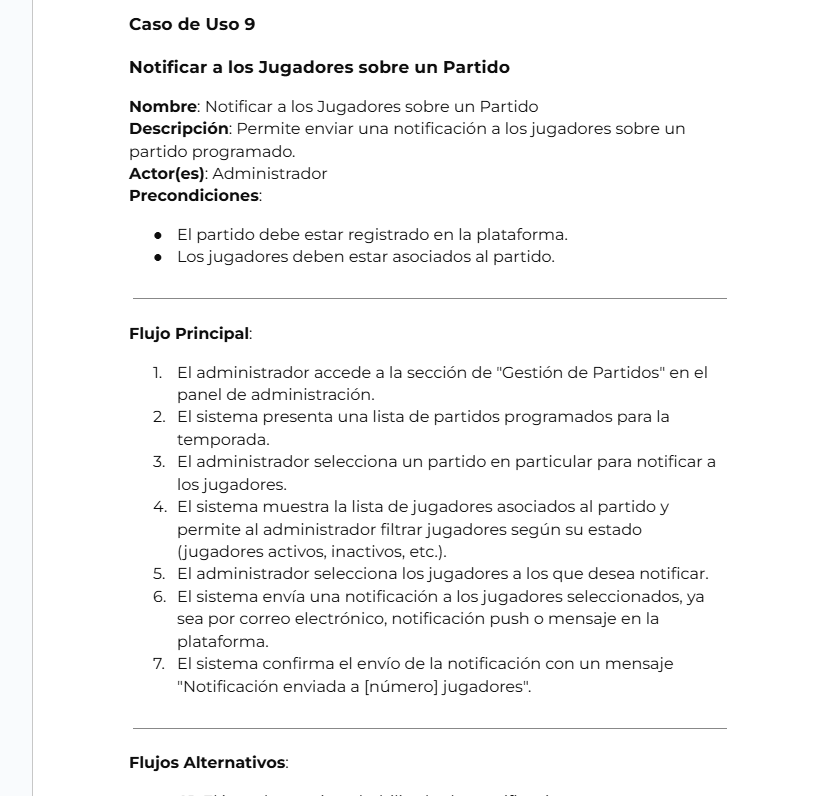 Caso de Uso 9
Notificar a los Jugadores sobre un Partido
Nombre: Notificar a los Jugadores sobre un Partido
Descripción: Permite enviar una notificación a los jugadores sobre un
partido programado.
Actor(es): Administrador
Precondiciones:
● El partido debe estar registrado en la plataforma.
● Los jugadores deben estar asociados al partido.
Flujo Principal:
1. El administrador accede a la sección de "Gestión de Partidos" en el
panel de administración.
2. El sistema presenta una lista de partidos programados para la
temporada.
3. El administrador selecciona un partido en particular para notificar a
los jugadores.
4. El sistema muestra la lista de jugadores asociados al partido y
permite al administrador filtrar jugadores según su estado
(jugadores activos, inactivos, etc.).
5. El administrador selecciona los jugadores a los que desea notificar.
6. El sistema envía una notificación a los jugadores seleccionados, ya
sea por correo electrónico, notificación push o mensaje en la
plataforma.
7. El sistema confirma el envío de la notificación con un mensaje
"Notificación enviada a [número] jugadores".
Flujos Alternativos: